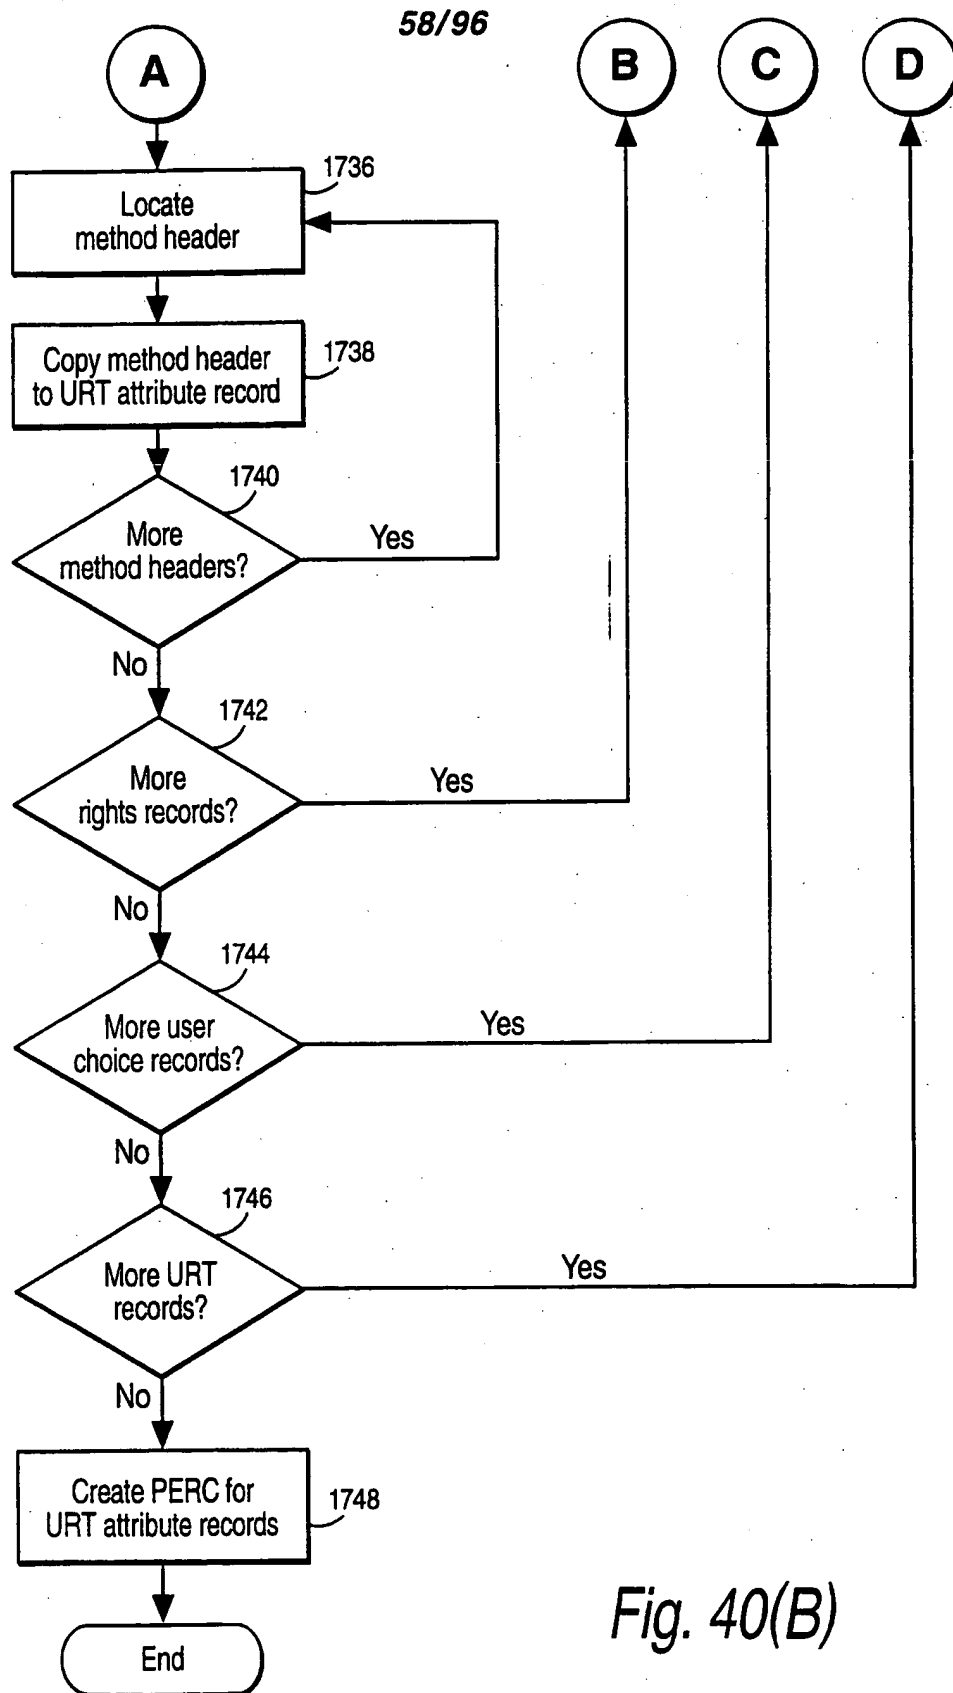 58/96
A
B
C
D
1736
Locate
method header
1738
Copy method header
to URT attribute record
1740
More
method headers?
Yes
No
1742
More
rights records?
Yes
No
1744
More user
choice records?
Yes
No
1746
More URT
records?
Yes
No
Create PERC for
URT attribute records
1748
End
Fig. 40(B)